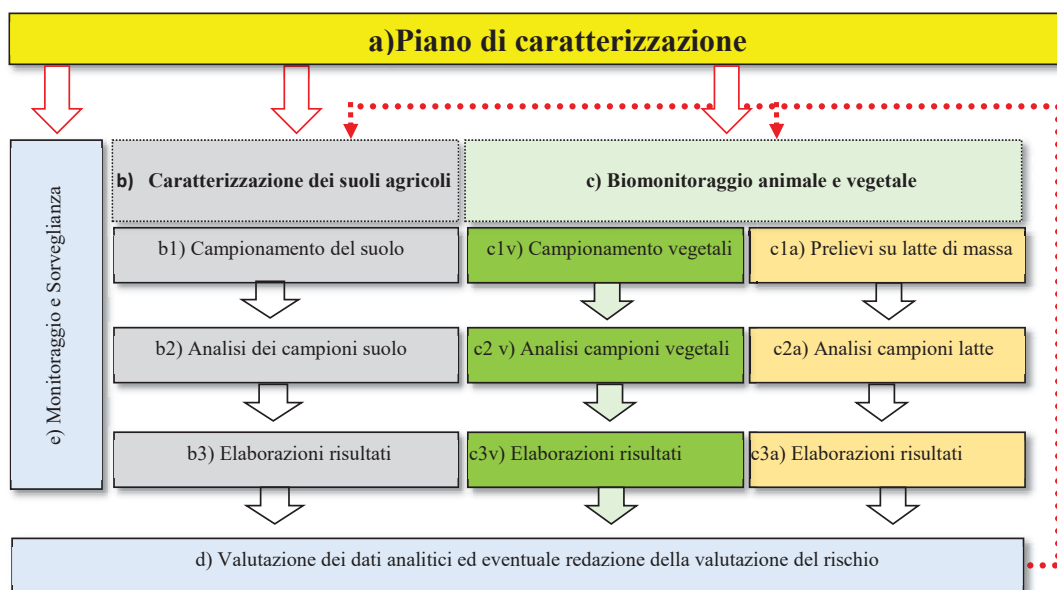 a)Piano di caratterizzazione
e) Monitoraggio e Sorveglianza
b) Caratterizzazione dei suoli agricoli
c) Biomonitoraggio animale e vegetale
b1) Campionamento del suolo
c1v) Campionamento vegetali
c1a) Prelievi su latte di massa
b2) Analisi dei campioni suolo
c2 v) Analisi campioni vegetali
c2a) Analisi campioni latte
b3) Elaborazioni risultati
c3v) Elaborazioni risultati
c3a) Elaborazioni risultati
d) Valutazione dei dati analitici ed eventuale redazione della valutazione del rischio